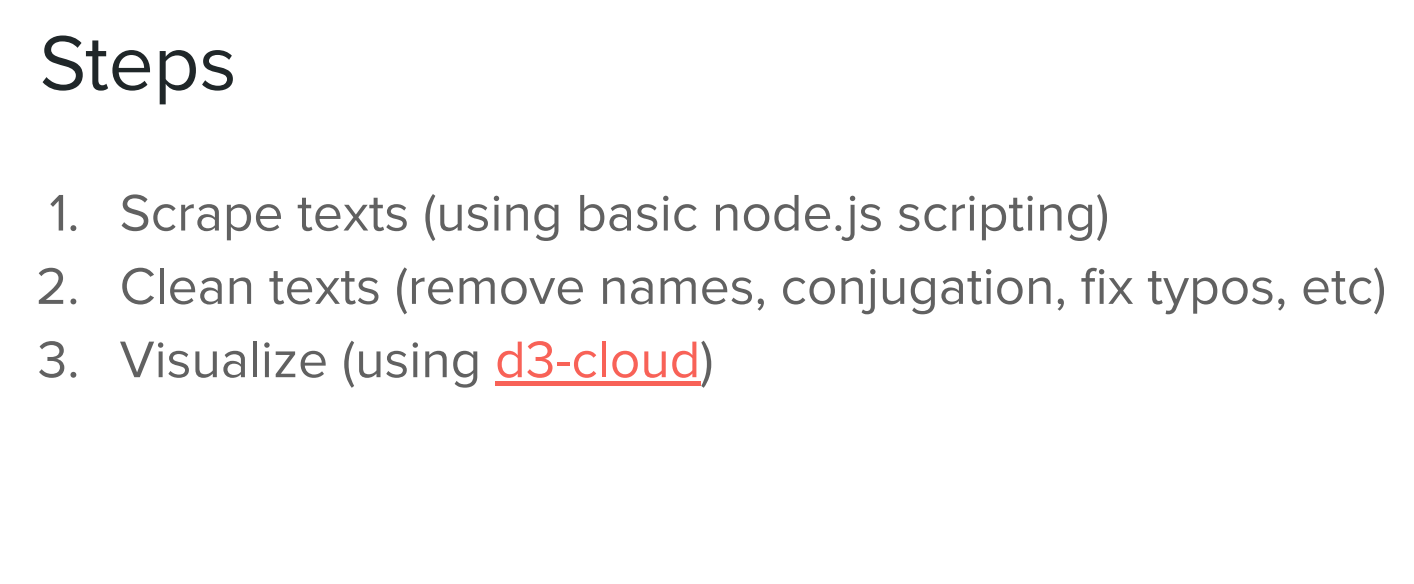 Steps
1. Scrape texts (using basic node.js scripting)
2. Clean texts (remove names, conjugation, fix typos, etc)
3. Visualize (using d3-cloud)